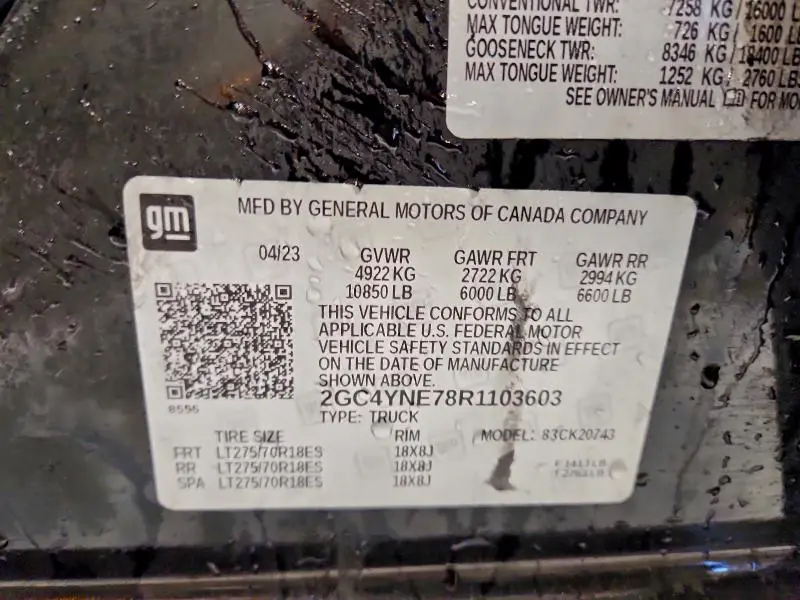 CONVENTIONAL TWR: 7258 KG/16000 L
MAX TONGUE WEIGHT: 726 KG/ 1600 LB
GOOSENECK TWR: 8346 KG/18400 LB
MAX TONGUE WEIGHT: 1252 KG/ 2760 LBS
SEE OWNER'S MANUAL FOR MO
gm
MFD BY GENERAL MOTORS OF CANADA COMPANY
04/23 GVWR GAWR FRT GAWR RR
4922 KG 2722 KG 2994 KG
10850 LB 6000 LB 6600 LB
THIS VEHICLE CONFORMS TO ALL
APPLICABLE U.S. FEDERAL MOTOR
VEHICLE SAFETY STANDARDS IN EFFECT
ON THE DATE OF MANUFACTURE
SHOWN ABOVE.
2GC4YNE78R1103603
8556
TYPE: TRUCK
TIRE SIZE RIM MODEL: 83CK20743
FRT LT275/70R18ES 18X8J
RR LT275/70R18ES 18X8J
SPA LT275/70R18ES 18X8J